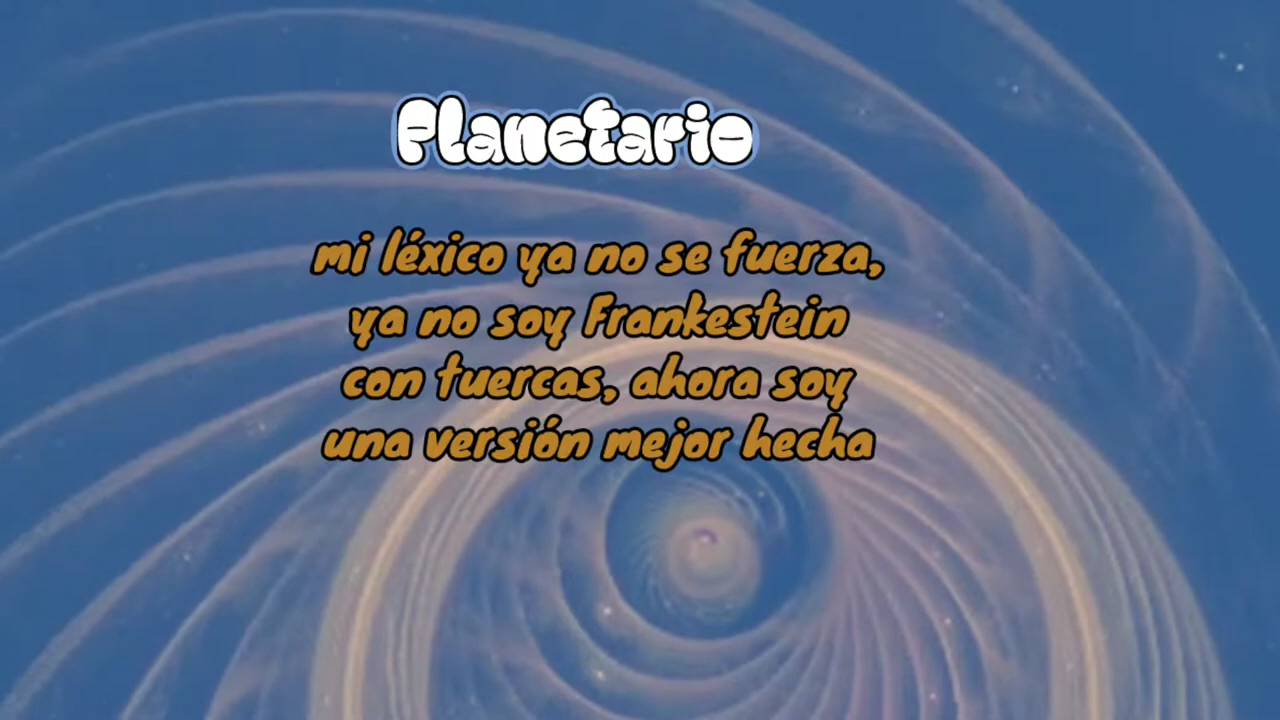 Planetario
mi léxico ya no se fuerza,
ya no soy Frankestein
con tuercas, ahora soy
una versión mejor hecha